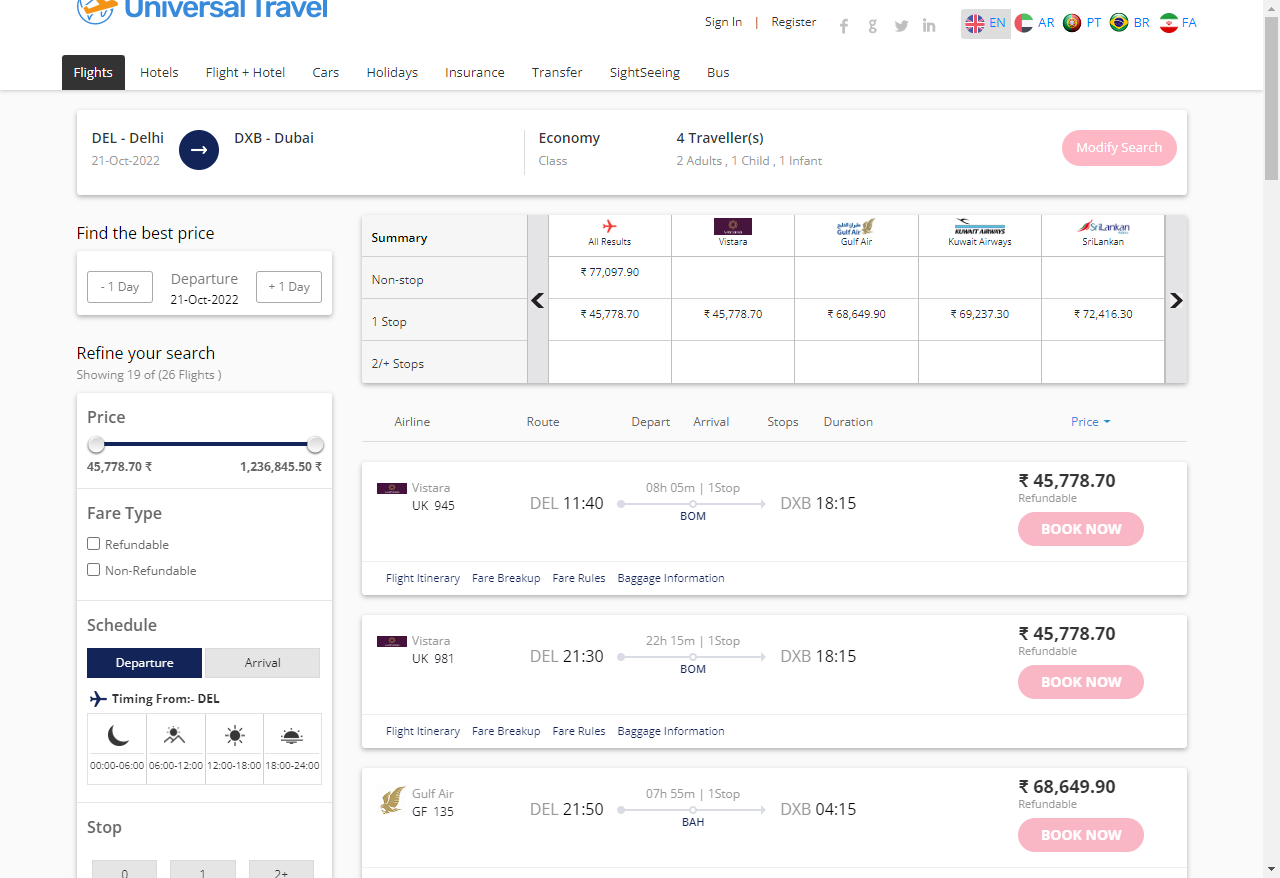 Universal Travel
Sign In | Register
EN AR PT BR FA
Flights Hotels Flight + Hotel Cars Holidays Insurance Transfer SightSeeing Bus
DEL - Delhi
21-Oct-2022
DXB - Dubai
Economy
Class
4 Traveller(s)
2 Adults , 1 Child , 1 Infant
Modify Search
Find the best price
- 1 Day
Departure
21-Oct-2022
+ 1 Day
Refine your search
Showing 19 of (26 Flights )
Price
45,778.70 ₹ 1,236,845.50 ₹
Fare Type
Refundable
Non-Refundable
Schedule
Departure Arrival
Timing From:- DEL
00:00-06:00 06:00-12:00 12:00-18:00 18:00-24:00
Stop
0 1 2+
Summary All Results Vistara Gulf Air Kuwait Airways SriLankan
Non-stop ₹ 77,097.90
1 Stop ₹ 45,778.70 ₹ 45,778.70 ₹ 68,649.90 ₹ 69,237.30 ₹ 72,416.30
2/+ Stops
Airline Route Depart Arrival Stops Duration Price
Vistara
UK 945
DEL 11:40
08h 05m | 1Stop
BOM
DXB 18:15
₹ 45,778.70
Refundable
BOOK NOW
Flight Itinerary Fare Breakup Fare Rules Baggage Information
Vistara
UK 981
DEL 21:30
22h 15m | 1Stop
BOM
DXB 18:15
₹ 45,778.70
Refundable
BOOK NOW
Flight Itinerary Fare Breakup Fare Rules Baggage Information
Gulf Air
GF 135
DEL 21:50
07h 55m | 1Stop
BAH
DXB 04:15
₹ 68,649.90
Refundable
BOOK NOW